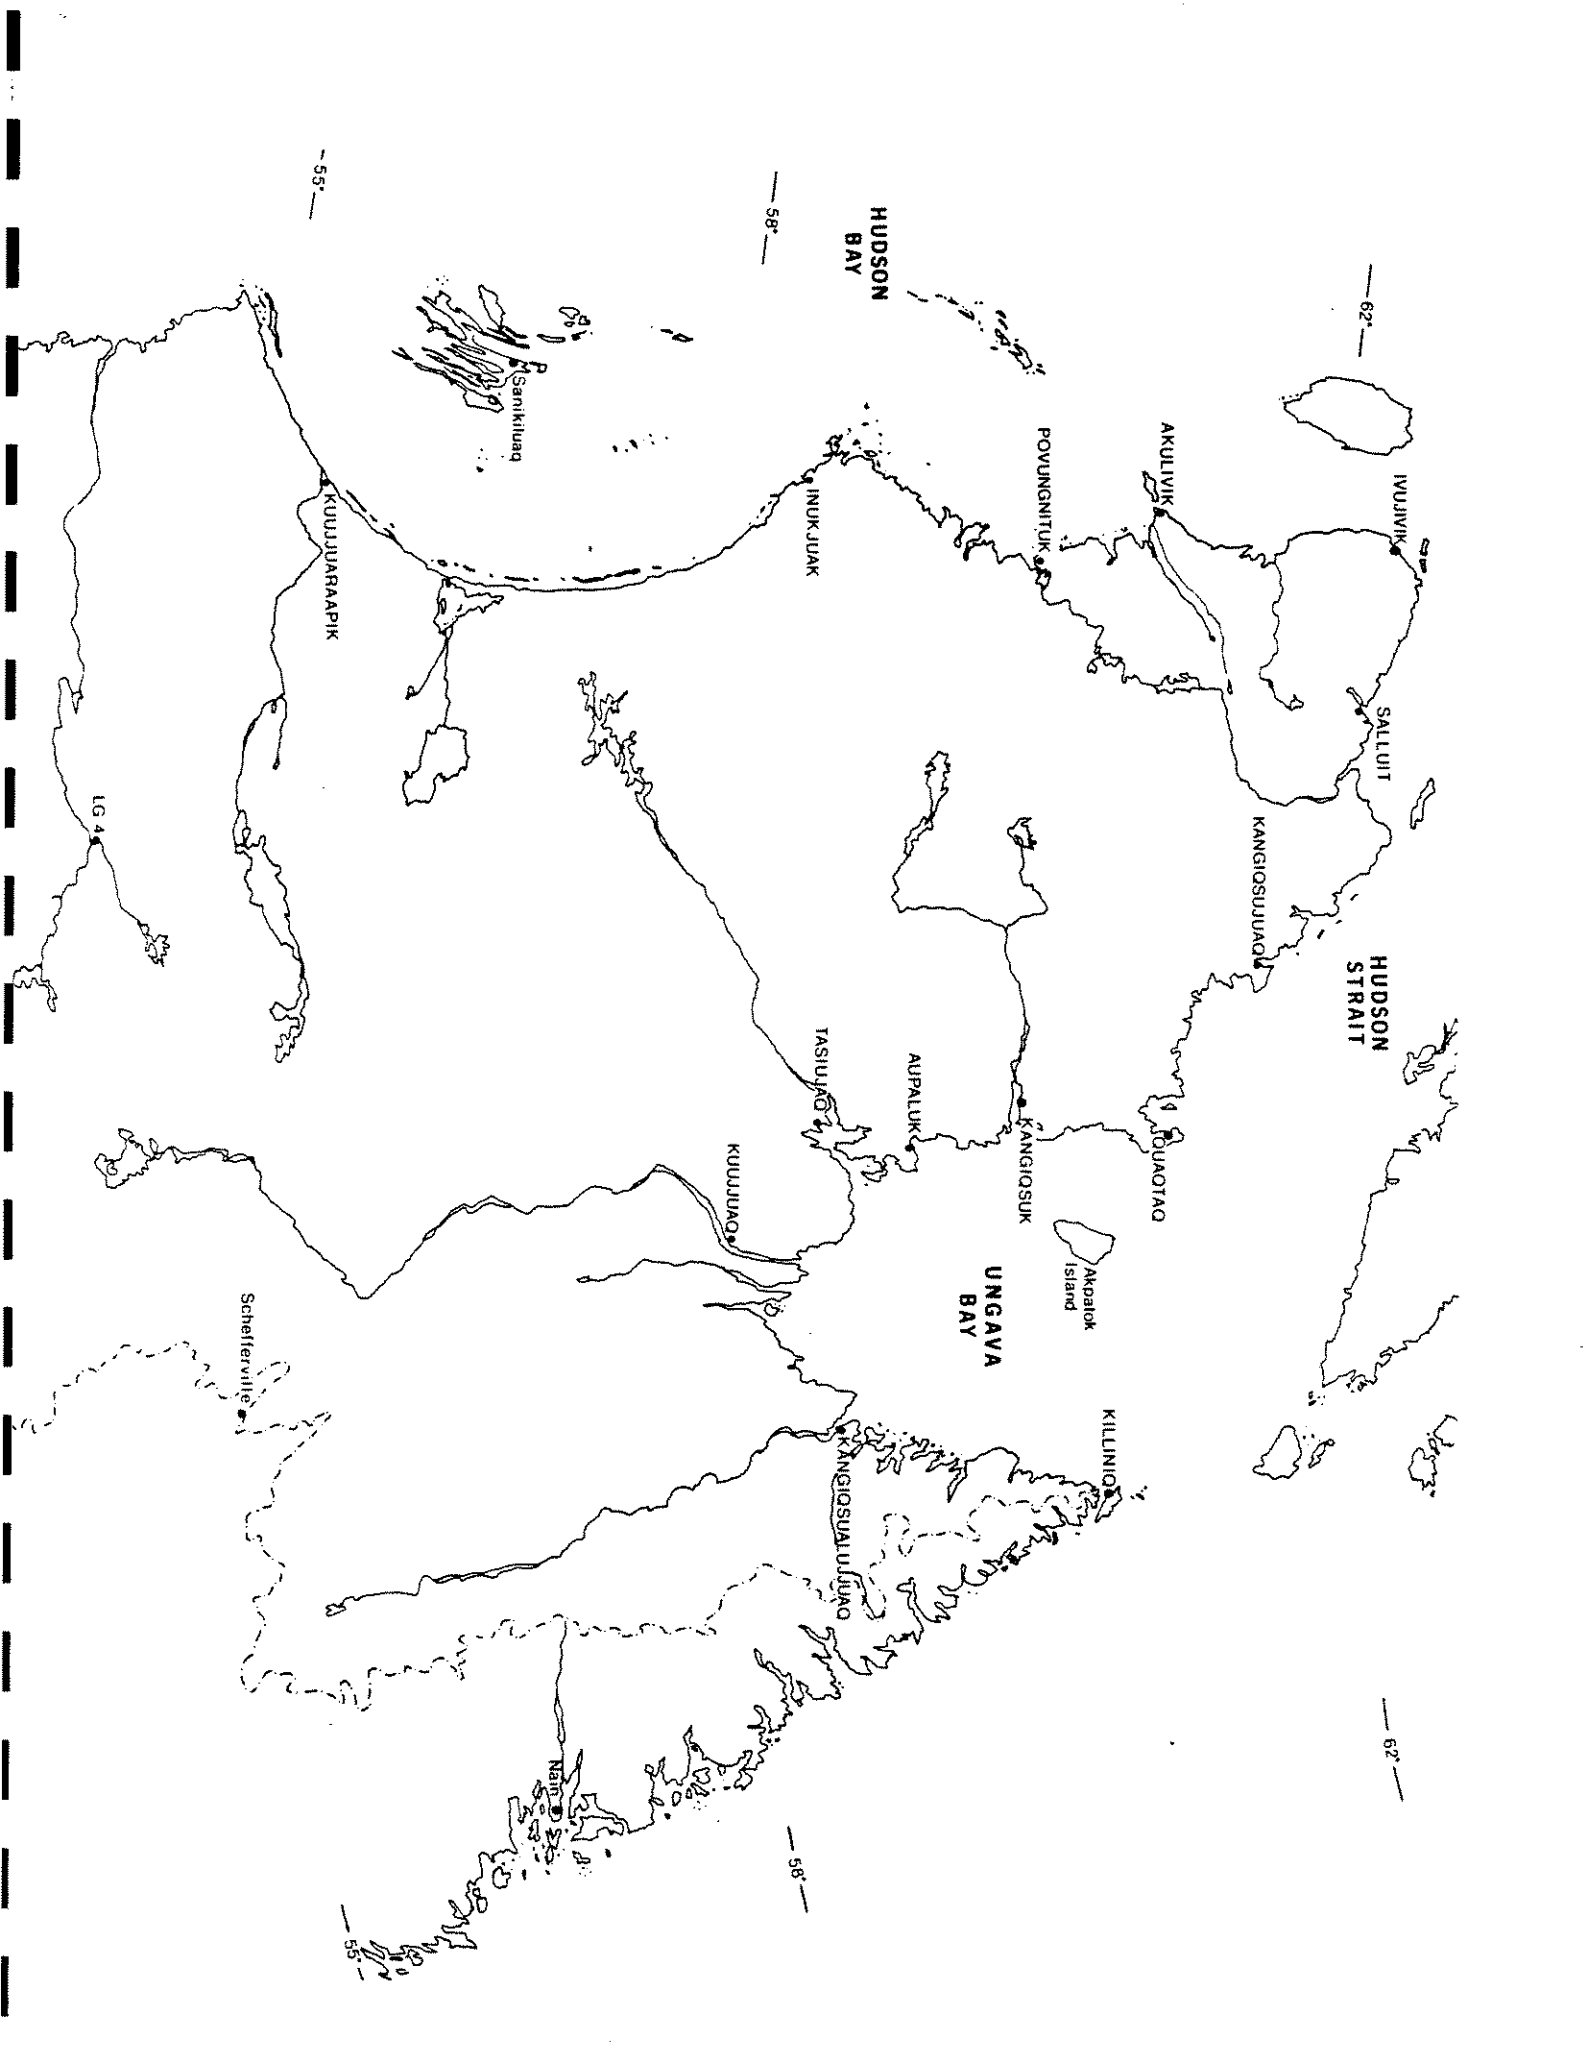 62°
62°
IVUJIVIK
SALLUIT
HUDSON
STRAIT
KANGIQSUJUAQ
AKULIVIK
QUAQTAQ
KILLINIQ
Akpatok
Island
POVUNGNITUK
KANGIQSUK
UNGAVA
BAY
AUPALUK
HUDSON
BAY
KANGIQSUALUJJUAQ
TASIUJAQ
INUKJUAK
58°
58°
KUUJJUAQ
Nain
Sanikiluaq
55°
55°
KUUJJUARAAPIK
Schefferville
LG 4